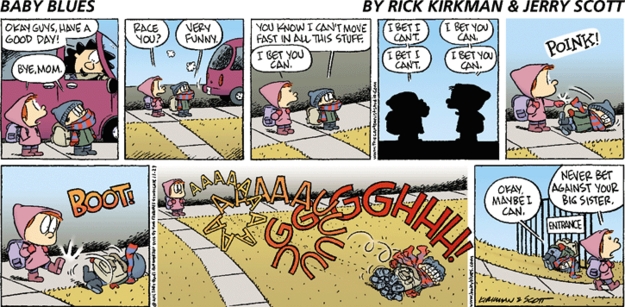 BABY BLUES
BY RICK KIRKMAN & JERRY SCOTT
OKAY GUYS, HAVE A
GOOD DAY!
BYE, MOM.
RACE
YOU?
VERY
FUNNY.
YOU KNOW I CAN'T MOVE
FAST IN ALL THIS STUFF.
I BET YOU
CAN.
I BET I
CAN'T.
I BET YOU
CAN.
I BET I
CAN'T.
I BET YOU
CAN.
POINK!
BOOT!
AAAAAAAAAAAUUUUUGGGGGHHH!
OKAY,
MAYBE I
CAN.
NEVER BET
AGAINST YOUR
BIG SISTER.
ENTRANCE
KIRKMAN & SCOTT